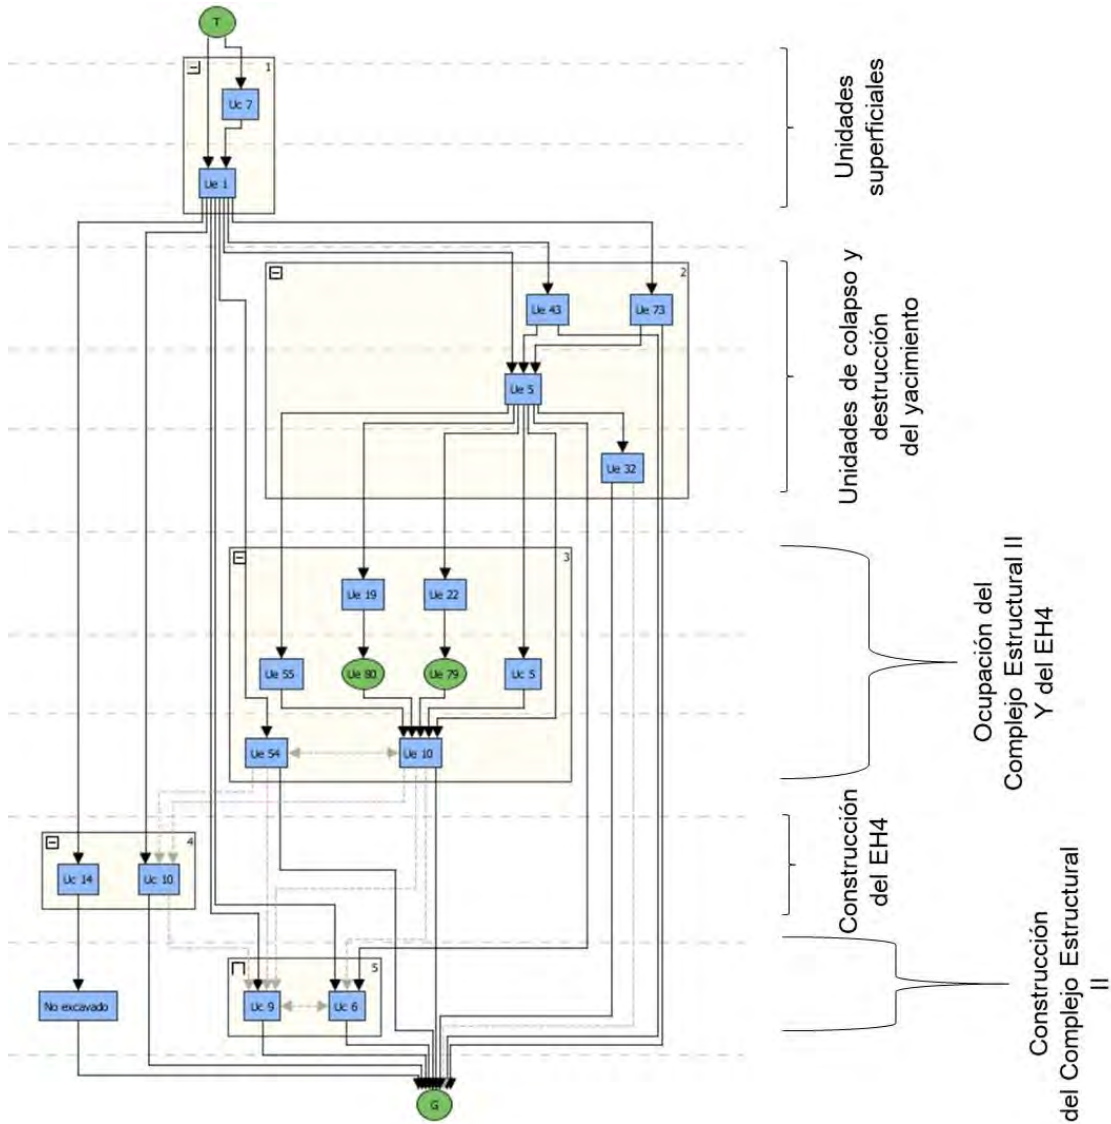 T
1
Uc 7
Ue 1
2
Ue 43
Ue 73
Ue 5
Ue 32
3
Ue 19
Ue 22
Ue 55
Ue 80
Ue 79
Uc 5
Ue 54
Ue 10
4
Uc 14
Uc 10
5
No excavado
Uc 9
Uc 6
G
Unidades
superficiales
Unidades de colapso y
destrucción
del yacimiento
Ocupación del
Complejo Estructural II
Y del EH4
Construcción
del EH4
Construcción
del Complejo Estructural
II